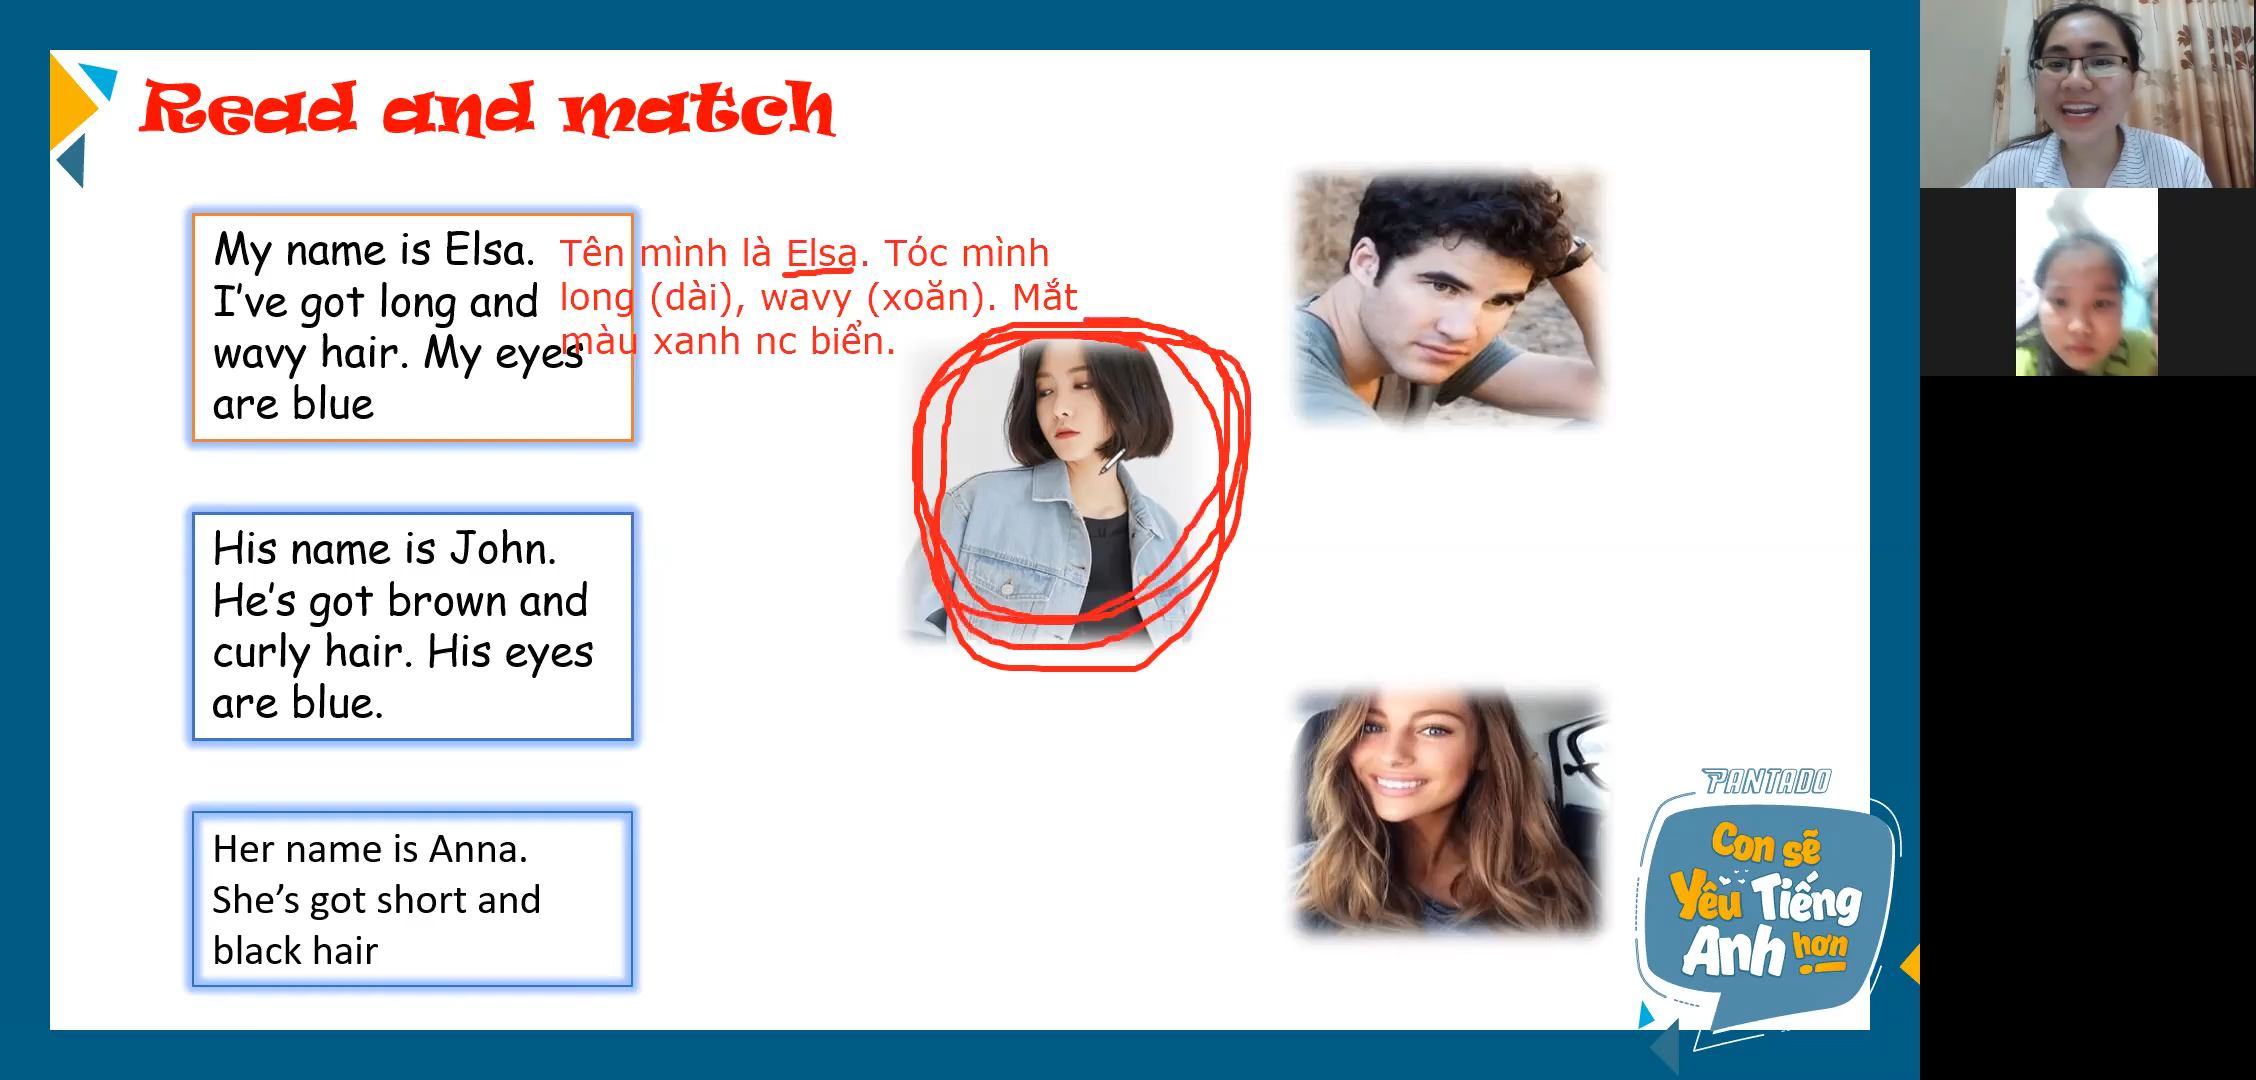 Read and match
My name is Elsa.
I've got long and
wavy hair. My eyes
are blue
Tên mình là Elsa. Tóc mình
long (dài), wavy (xoăn). Mắt
màu xanh nc biển.
His name is John.
He's got brown and
curly hair. His eyes
are blue.
Her name is Anna.
She's got short and
black hair
PANTADO
Con sẽ
Yêu Tiếng
Anh hơn